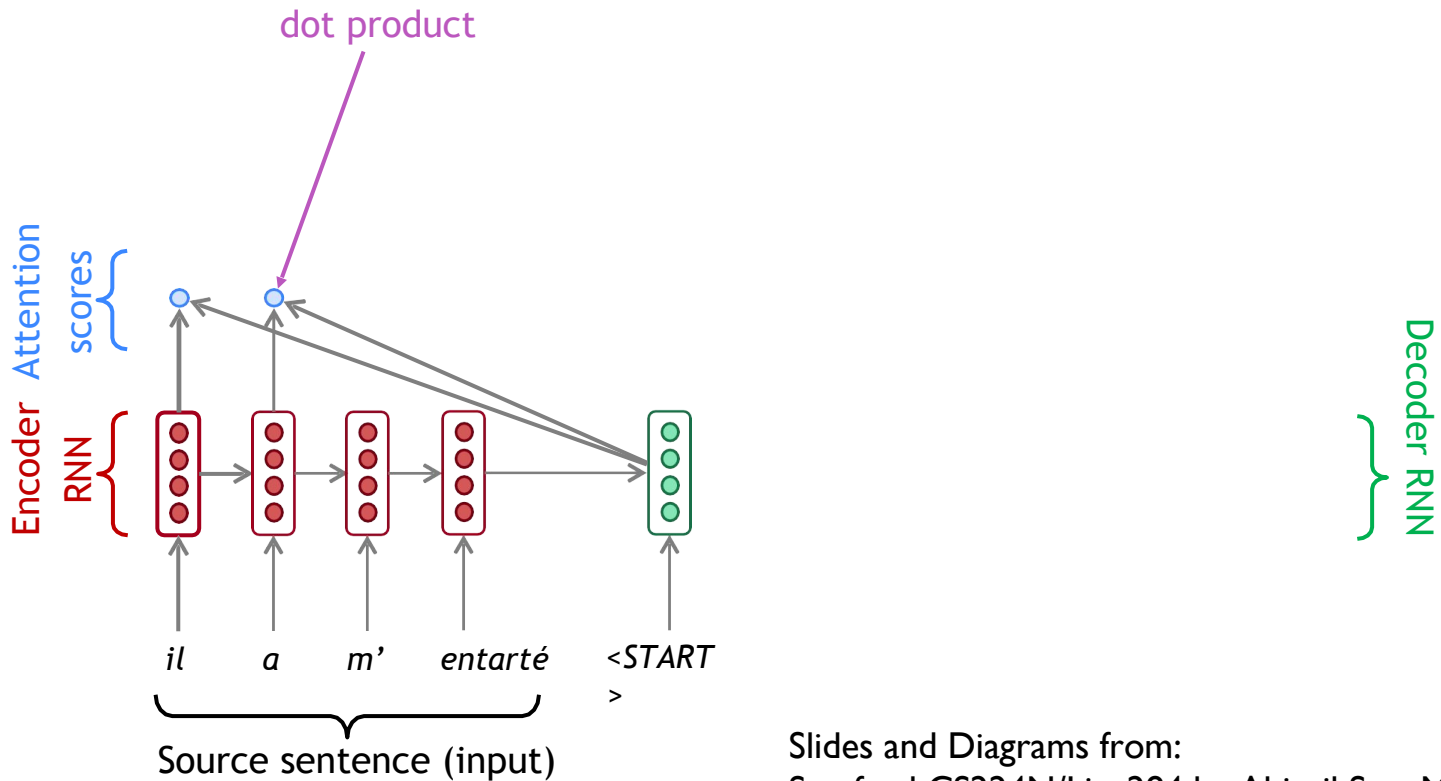 dot product
Attention
scores
Encoder
RNN
Decoder RNN
il a m’ entarté <START
>
Source sentence (input)
Slides and Diagrams from: